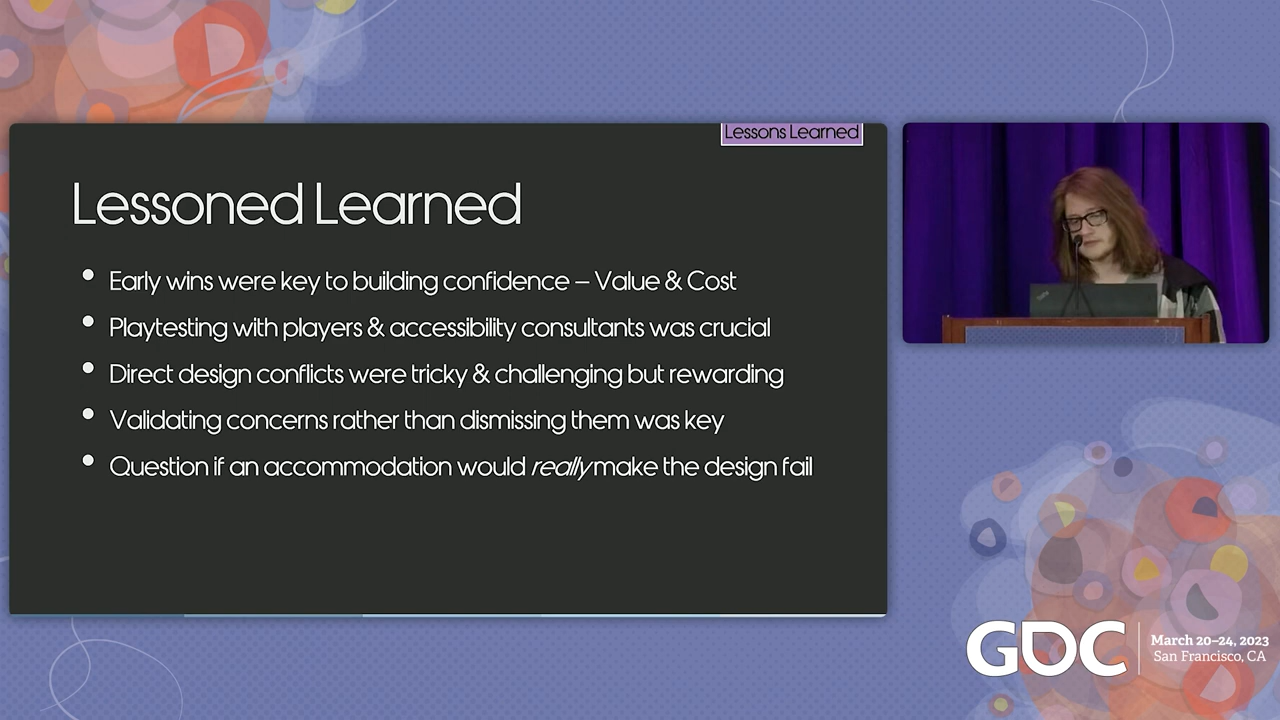 Lessons Learned
Lessoned Learned
• Early wins were key to building confidence – Value & Cost
• Playtesting with players & accessibility consultants was crucial
• Direct design conflicts were tricky & challenging but rewarding
• Validating concerns rather than dismissing them was key
• Question if an accommodation would really make the design fail
GDC
March 20–24, 2023
San Francisco, CA